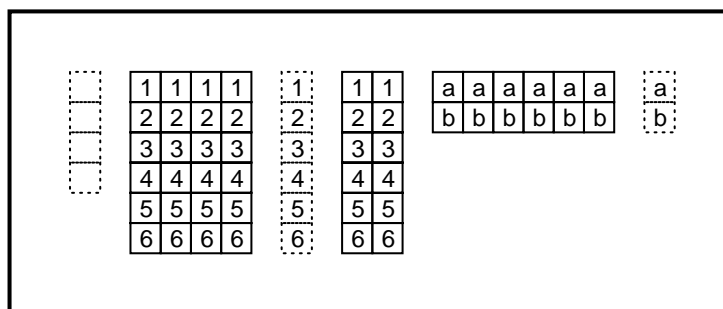 1 1 1 1 1 1 1 a a a a a a a
2 2 2 2 2 2 2 b b b b b b b
3 3 3 3 3 3 3
4 4 4 4 4 4 4
5 5 5 5 5 5 5
6 6 6 6 6 6 6